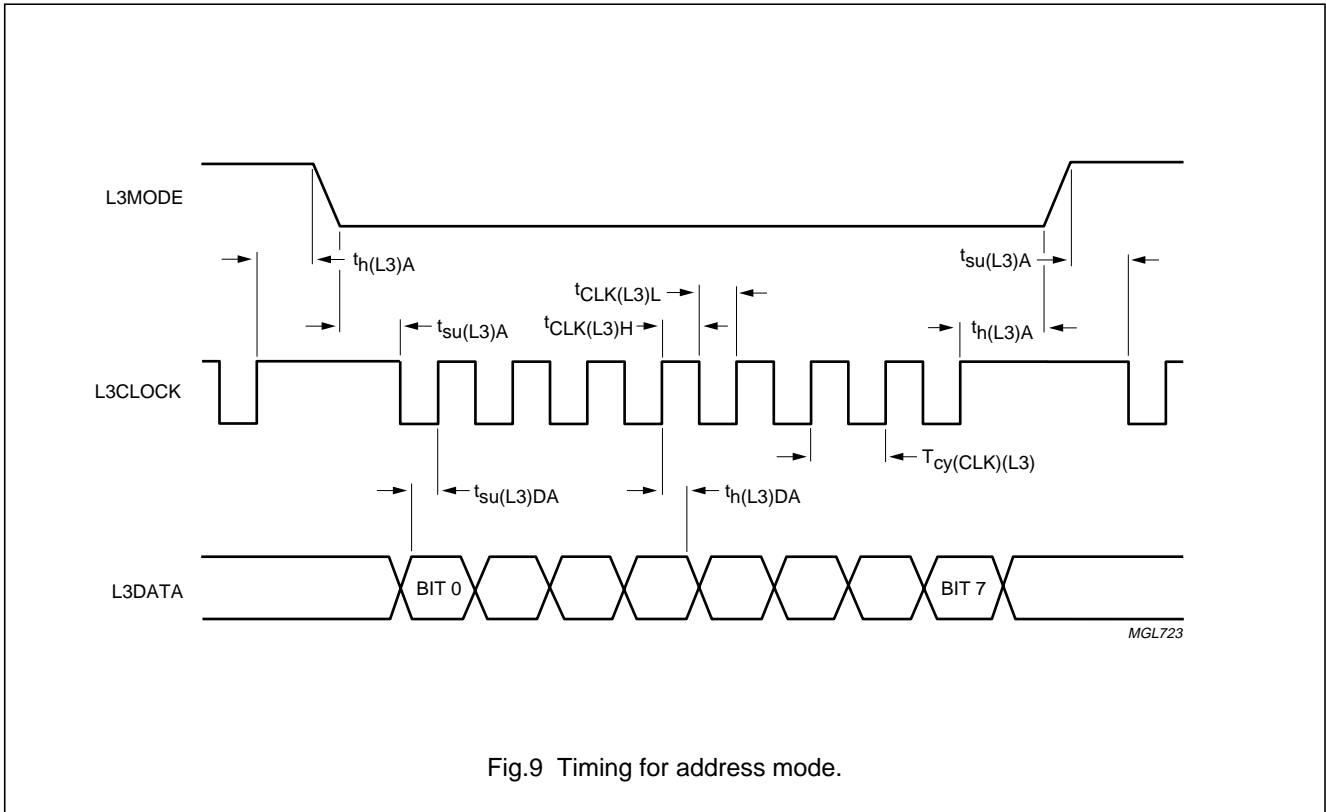 L3MODE
th(L3)A
tsu(L3)A
tCLK(L3)L
tsu(L3)A
tCLK(L3)H
th(L3)A
L3CLOCK
Tcy(CLK)(L3)
tsu(L3)DA
th(L3)DA
L3DATA
BIT 0
BIT 7
MGL723
Fig.9 Timing for address mode.